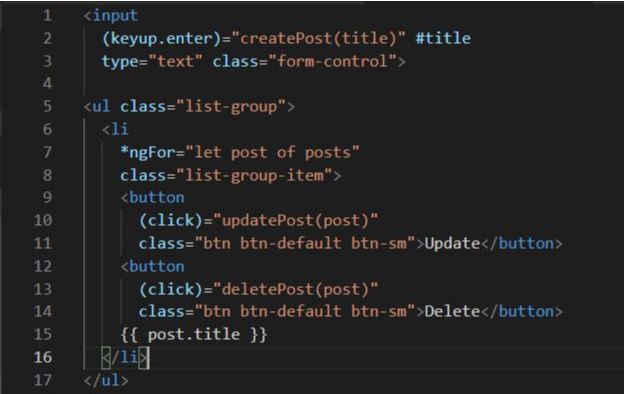 1 <input
2 (keyup.enter)="createPost(title)" #title
3 type="text" class="form-control">
4
5 <ul class="list-group">
6 <li
7 *ngFor="let post of posts"
8 class="list-group-item">
9 <button
10 (click)="updatePost(post)"
11 class="btn btn-default btn-sm">Update</button>
12 <button
13 (click)="deletePost(post)"
14 class="btn btn-default btn-sm">Delete</button>
15 {{ post.title }}
16 </li>
17 </ul>